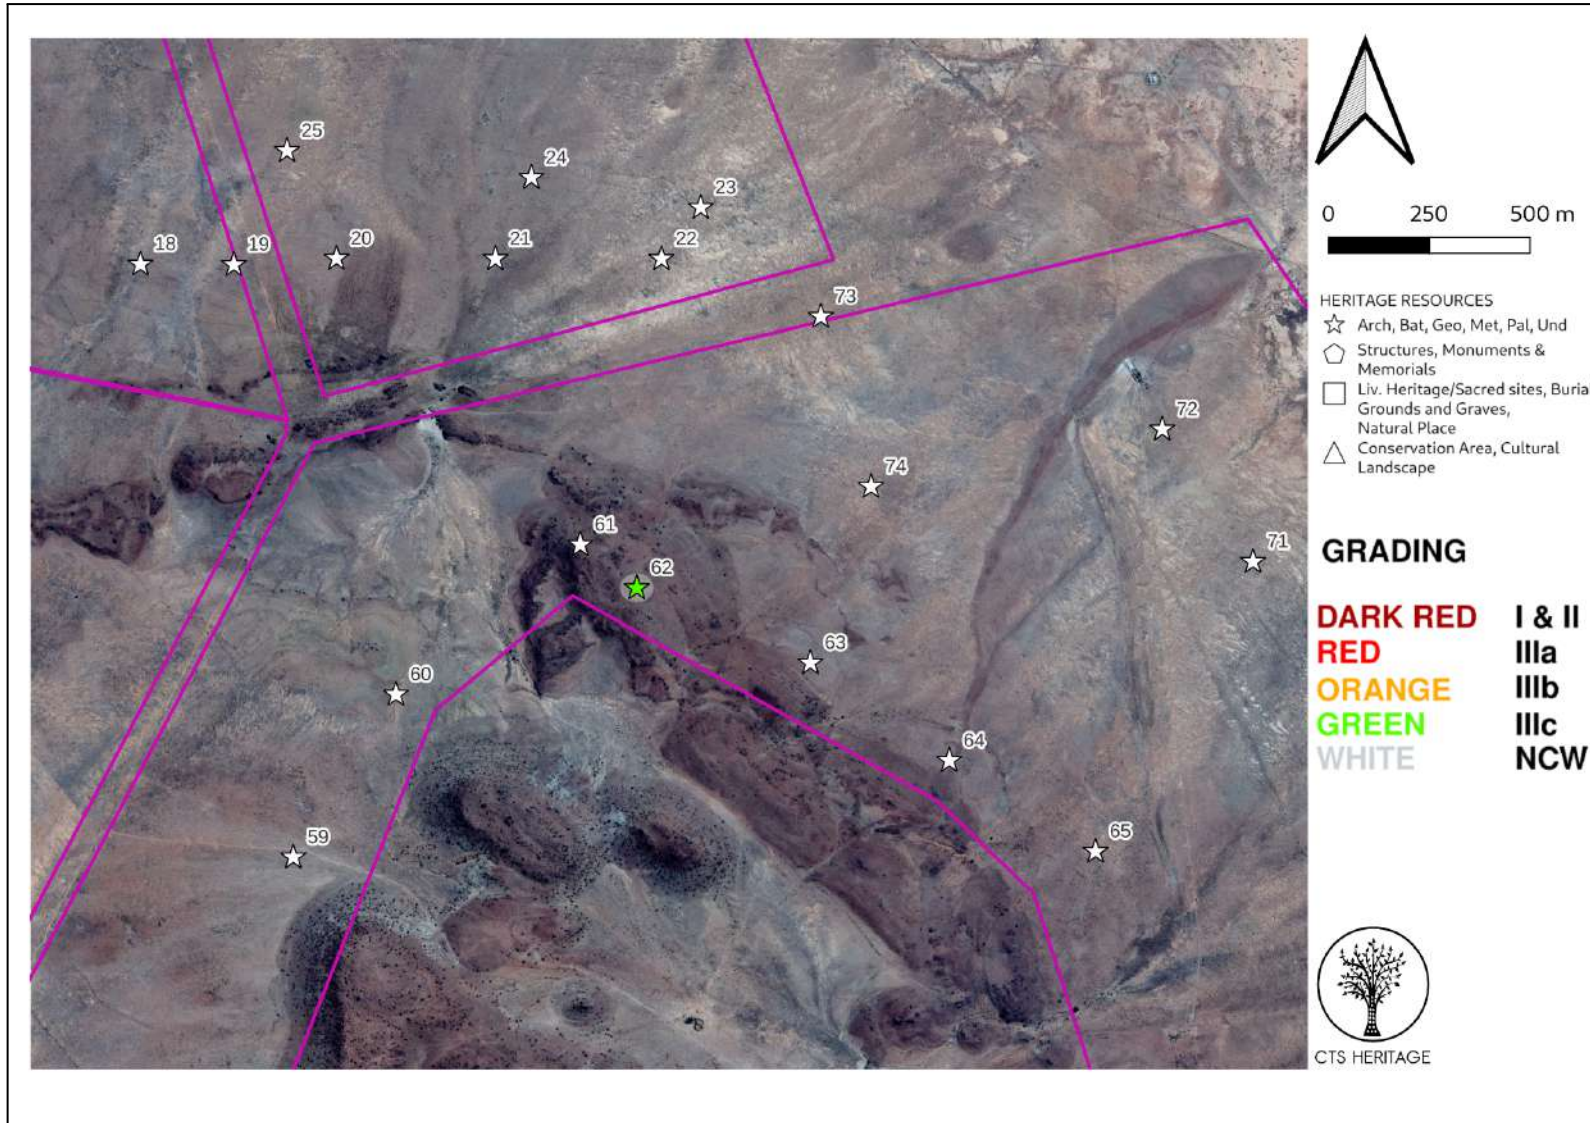 25
24
23
18
19
20
21
22
73
72
74
61
71
62
63
60
64
59
65
0 250 500 m
HERITAGE RESOURCES
Arch, Bat, Geo, Met, Pal, Und
Structures, Monuments &
Memorials
Liv. Heritage/Sacred sites, Buria
Grounds and Graves,
Natural Place
Conservation Area, Cultural
Landscape
GRADING
DARK RED I & II
RED IIIa
ORANGE IIIb
GREEN IIIc
WHITE NCW
CTS HERITAGE